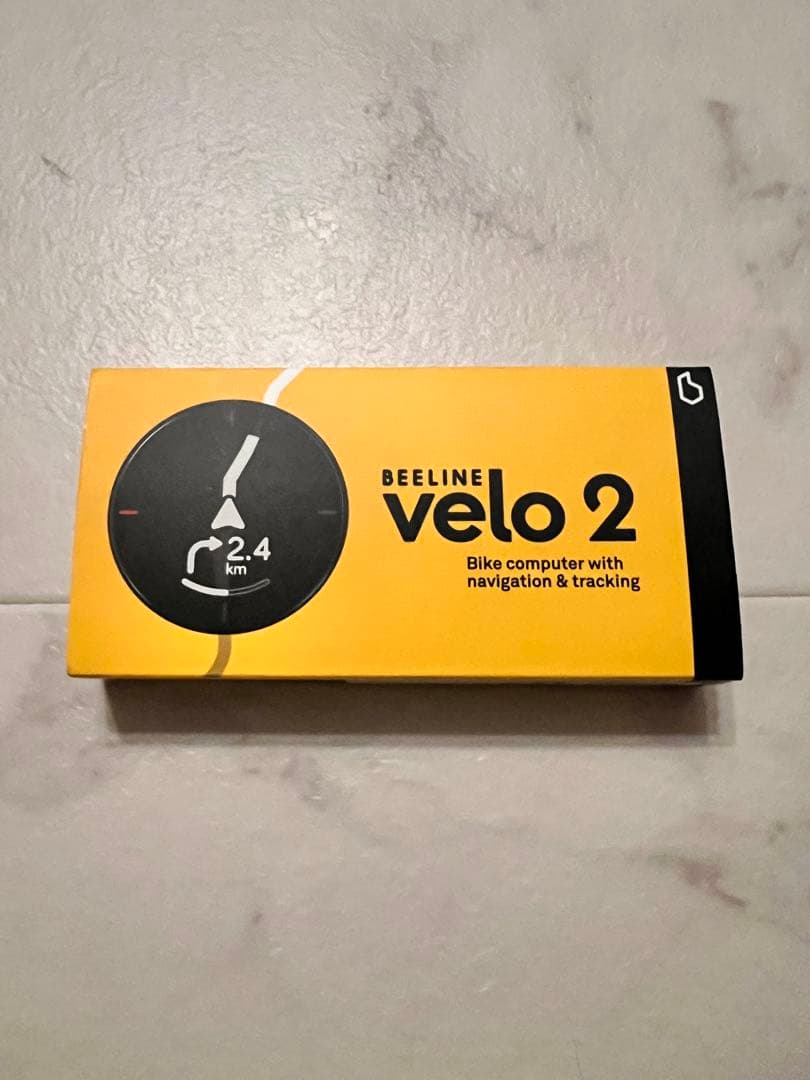 2.4
km
BEELINE
velo 2
Bike computer with
navigation & tracking